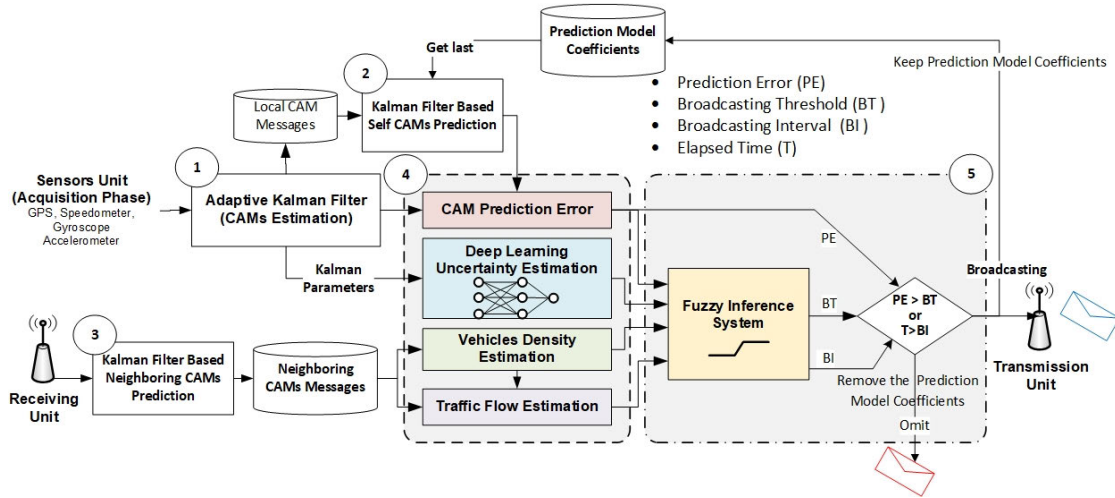 Prediction Model
Coefficients
Get last
Keep Prediction Model Coefficients
2
Kalman Filter Based
Self CAMs Prediction
Local CAM
Messages
• Prediction Error (PE)
• Broadcasting Threshold (BT )
• Broadcasting Interval (BI )
• Elapsed Time (T)
1
Sensors Unit
(Acquisition Phase)
GPS, Speedometer,
Gyroscope
Accelerometer
Adaptive Kalman Filter
(CAMs Estimation)
4
5
CAM Prediction Error
PE
Kalman
Parameters
Deep Learning
Uncertainty Estimation
Fuzzy Inference
System
BT
BI
PE > BT
or
T>BI
Broadcasting
Transmission
Unit
3
Receiving
Unit
Kalman Filter Based
Neighboring CAMs
Prediction
Neighboring
CAMs Messages
Vehicles Density
Estimation
Traffic Flow Estimation
Remove the Prediction
Model Coefficients
Omit